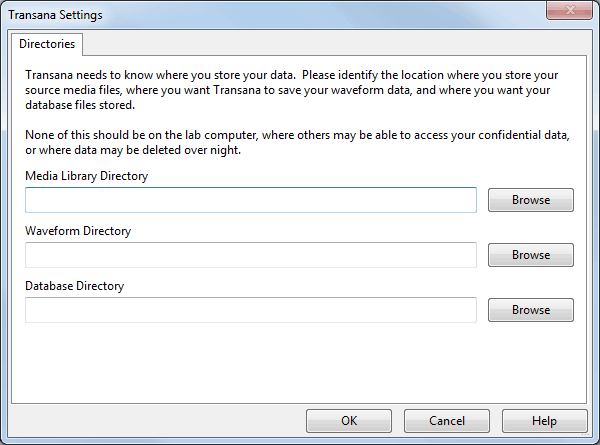 Transana Settings
Directories
Transana needs to know where you store your data.  Please identify the location where you store your
source media files, where you want Transana to save your waveform data, and where you want your
database files stored.
None of this should be on the lab computer, where others may be able to access your confidential data,
or where data may be deleted over night.
Media Library Directory
Browse
Waveform Directory
Browse
Database Directory
Browse
OK
Cancel
Help